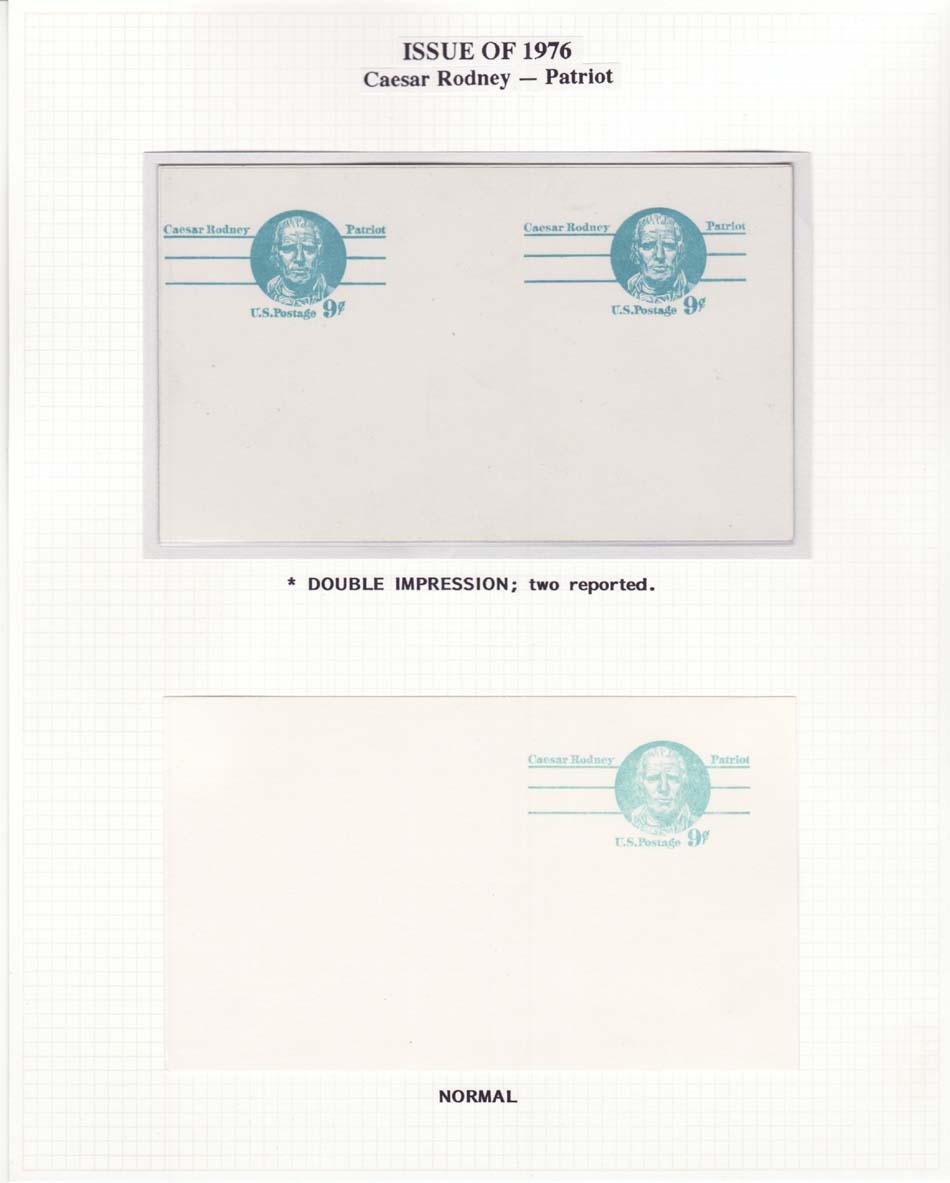 ISSUE OF 1976
Caesar Rodney — Patriot
Caesar Rodney Patriot
U.S.Postage 9¢
Caesar Rodney Patriot
U.S.Postage 9¢
* DOUBLE IMPRESSION; two reported.
Caesar Rodney Patriot
U.S.Postage 9¢
NORMAL